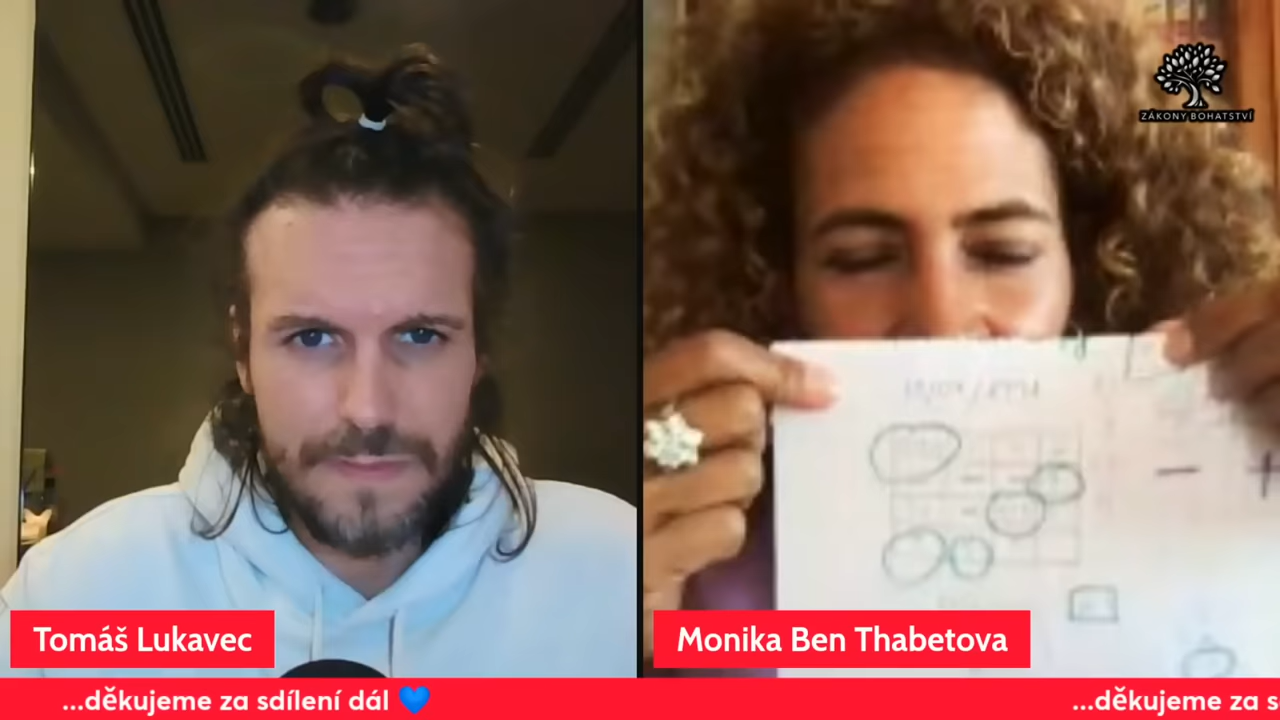 ZÁKONY BOHATSTVÍ
Tomáš Lukavec
Monika Ben Thabetova
...děkujeme za sdílení dál 💙
...děkujeme za s